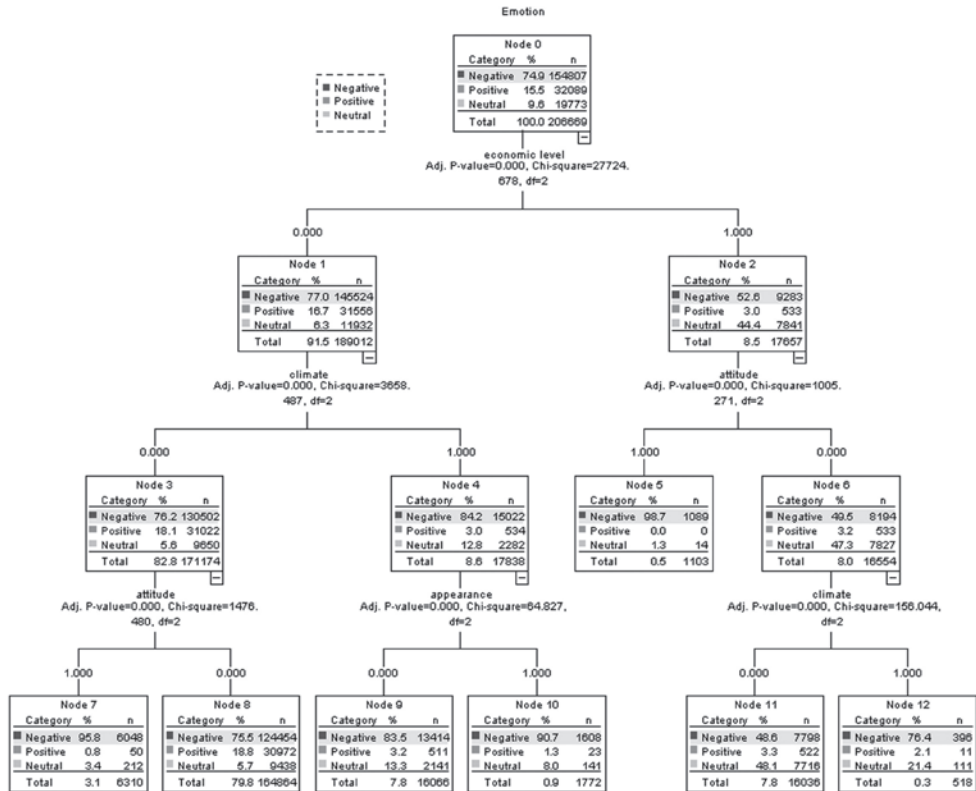 Emotion
Negative
Positive
Neutral
Node 0
Category % n
Negative 74.9 154807
Positive 15.5 32089
Neutral 9.6 19773
Total 100.0 206669
economic level
Adj. P-value=0.000, Chi-square=27724.
678, df=2
0.000
1.000
Node 1
Category % n
Negative 77.0 145524
Positive 16.7 31556
Neutral 6.3 11932
Total 91.5 189012
climate
Adj. P-value=0.000, Chi-square=3658.
487, df=2
Node 2
Category % n
Negative 52.6 9283
Positive 3.0 533
Neutral 44.4 7841
Total 8.5 17657
attitude
Adj. P-value=0.000, Chi-square=1005.
271, df=2
0.000
1.000
1.000
0.000
Node 3
Category % n
Negative 76.2 130502
Positive 18.1 31022
Neutral 5.6 9650
Total 82.8 171174
attitude
Adj. P-value=0.000, Chi-square=1476.
480, df=2
Node 4
Category % n
Negative 84.2 15022
Positive 3.0 534
Neutral 12.8 2282
Total 8.6 17838
appearance
Adj. P-value=0.000, Chi-square=64.827,
df=2
Node 5
Category % n
Negative 98.7 1089
Positive 0.0 0
Neutral 1.3 14
Total 0.5 1103
Node 6
Category % n
Negative 49.5 8194
Positive 3.2 533
Neutral 47.3 7827
Total 8.0 16554
climate
Adj. P-value=0.000, Chi-square=156.044,
df=2
1.000
0.000
0.000
1.000
0.000
1.000
Node 7
Category % n
Negative 95.8 6048
Positive 0.8 50
Neutral 3.4 212
Total 3.1 6310
Node 8
Category % n
Negative 75.5 124454
Positive 18.8 30972
Neutral 5.7 9438
Total 79.8 164864
Node 9
Category % n
Negative 83.5 13414
Positive 3.2 511
Neutral 13.3 2141
Total 7.8 16066
Node 10
Category % n
Negative 90.7 1608
Positive 1.3 23
Neutral 8.0 141
Total 0.9 1772
Node 11
Category % n
Negative 48.6 7798
Positive 3.3 522
Neutral 48.1 7716
Total 7.8 16036
Node 12
Category % n
Negative 76.4 396
Positive 2.1 11
Neutral 21.4 111
Total 0.3 518